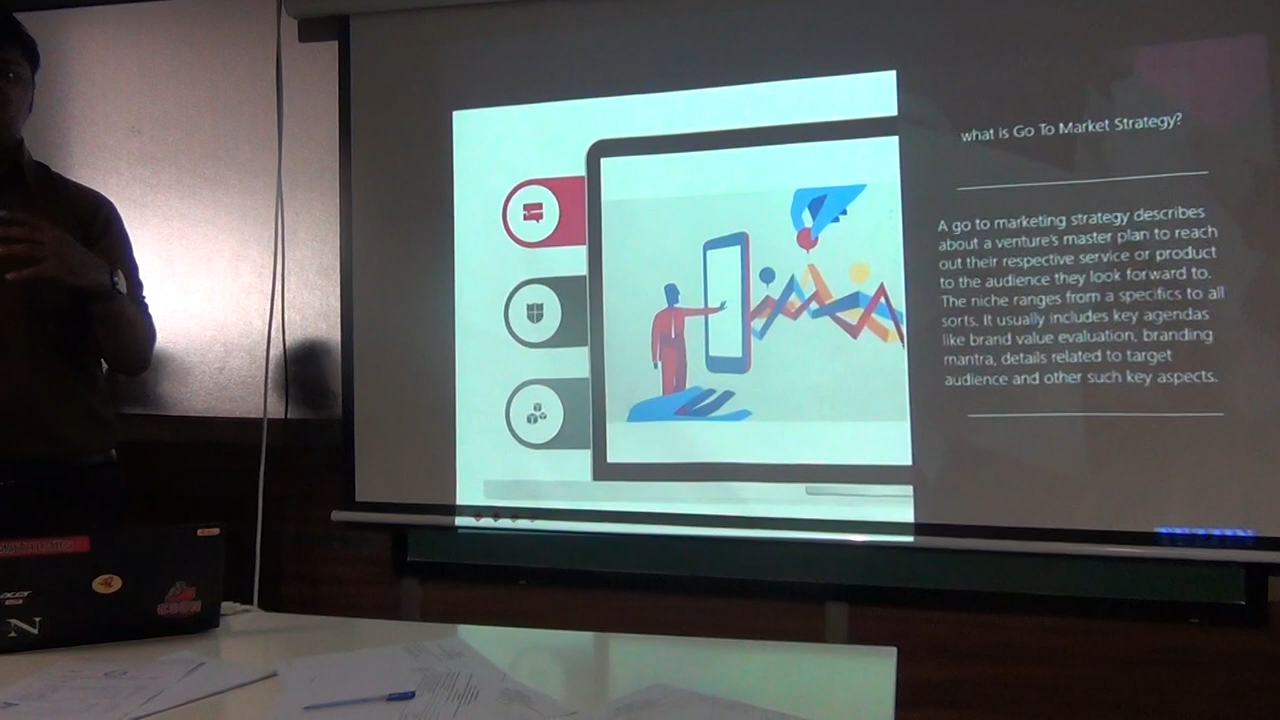 what is Go To Market Strategy?
A go to marketing strategy describes
about a venture's master plan to reach
out their respective service or product
to the audience they look forward to.
The niche ranges from a specifics to all
sorts. It usually includes key agendas
like brand value evaluation, branding
mantra, details related to target
audience and other such key aspects.
acer
N